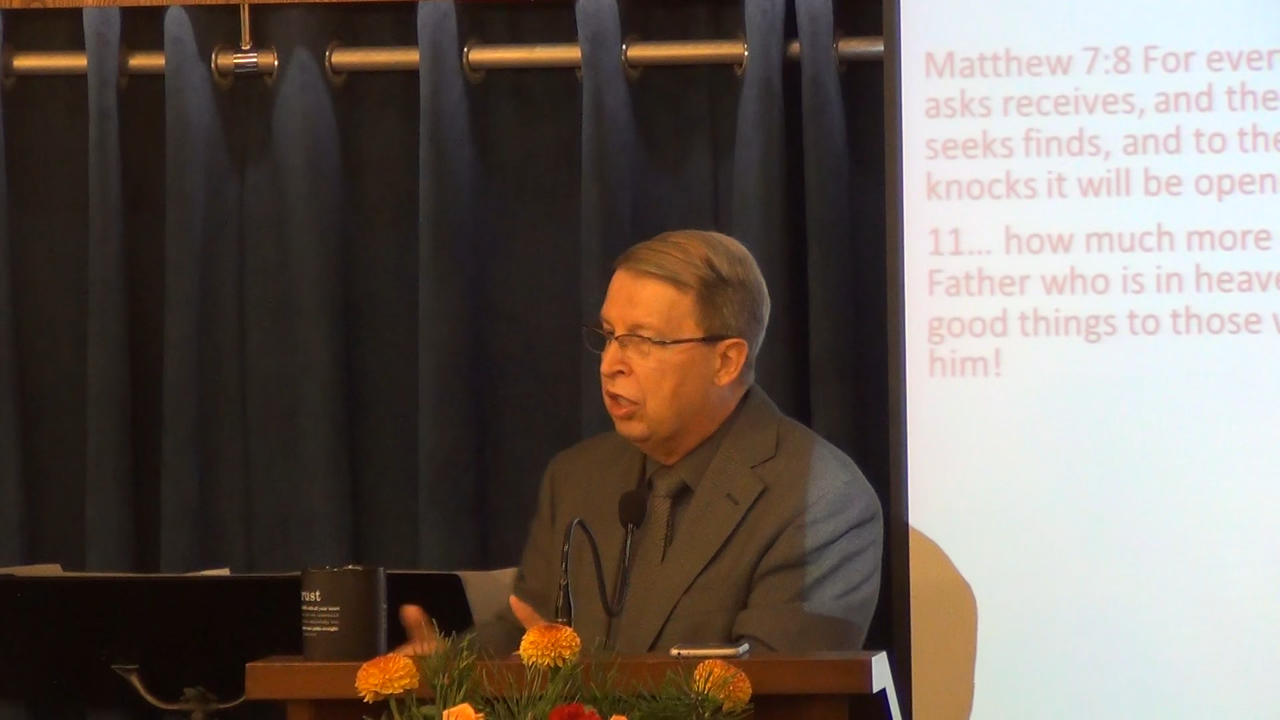 Matthew 7:8 For ever
asks receives, and the
seeks finds, and to the
knocks it will be open
11... how much more
Father who is in heave
good things to those w
him!
rust